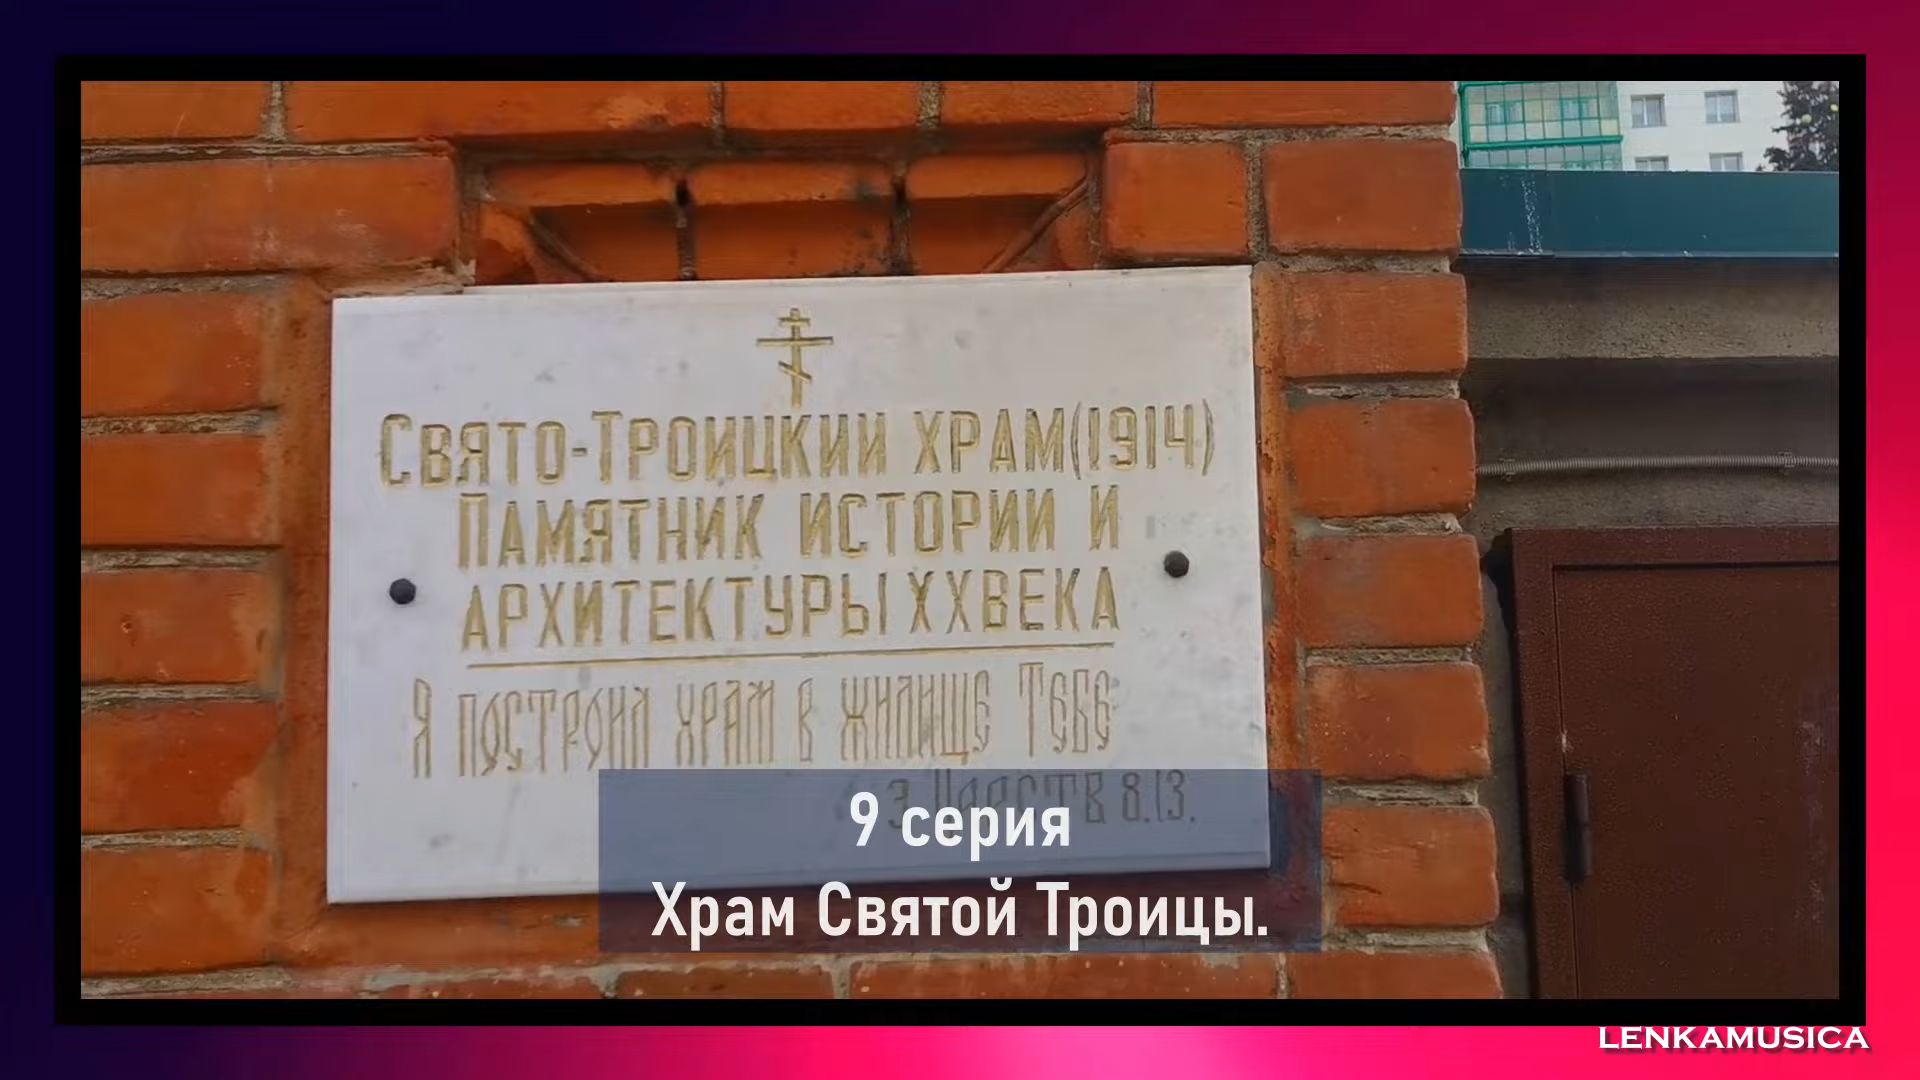 Свято-Троицкий храм(1914)
Памятник истории и
архитектуры XX века
Я построил храм в жилище Тебе
3 Царств 8.13.
9 серия
Храм Святой Троицы.
LENKAMUSICA